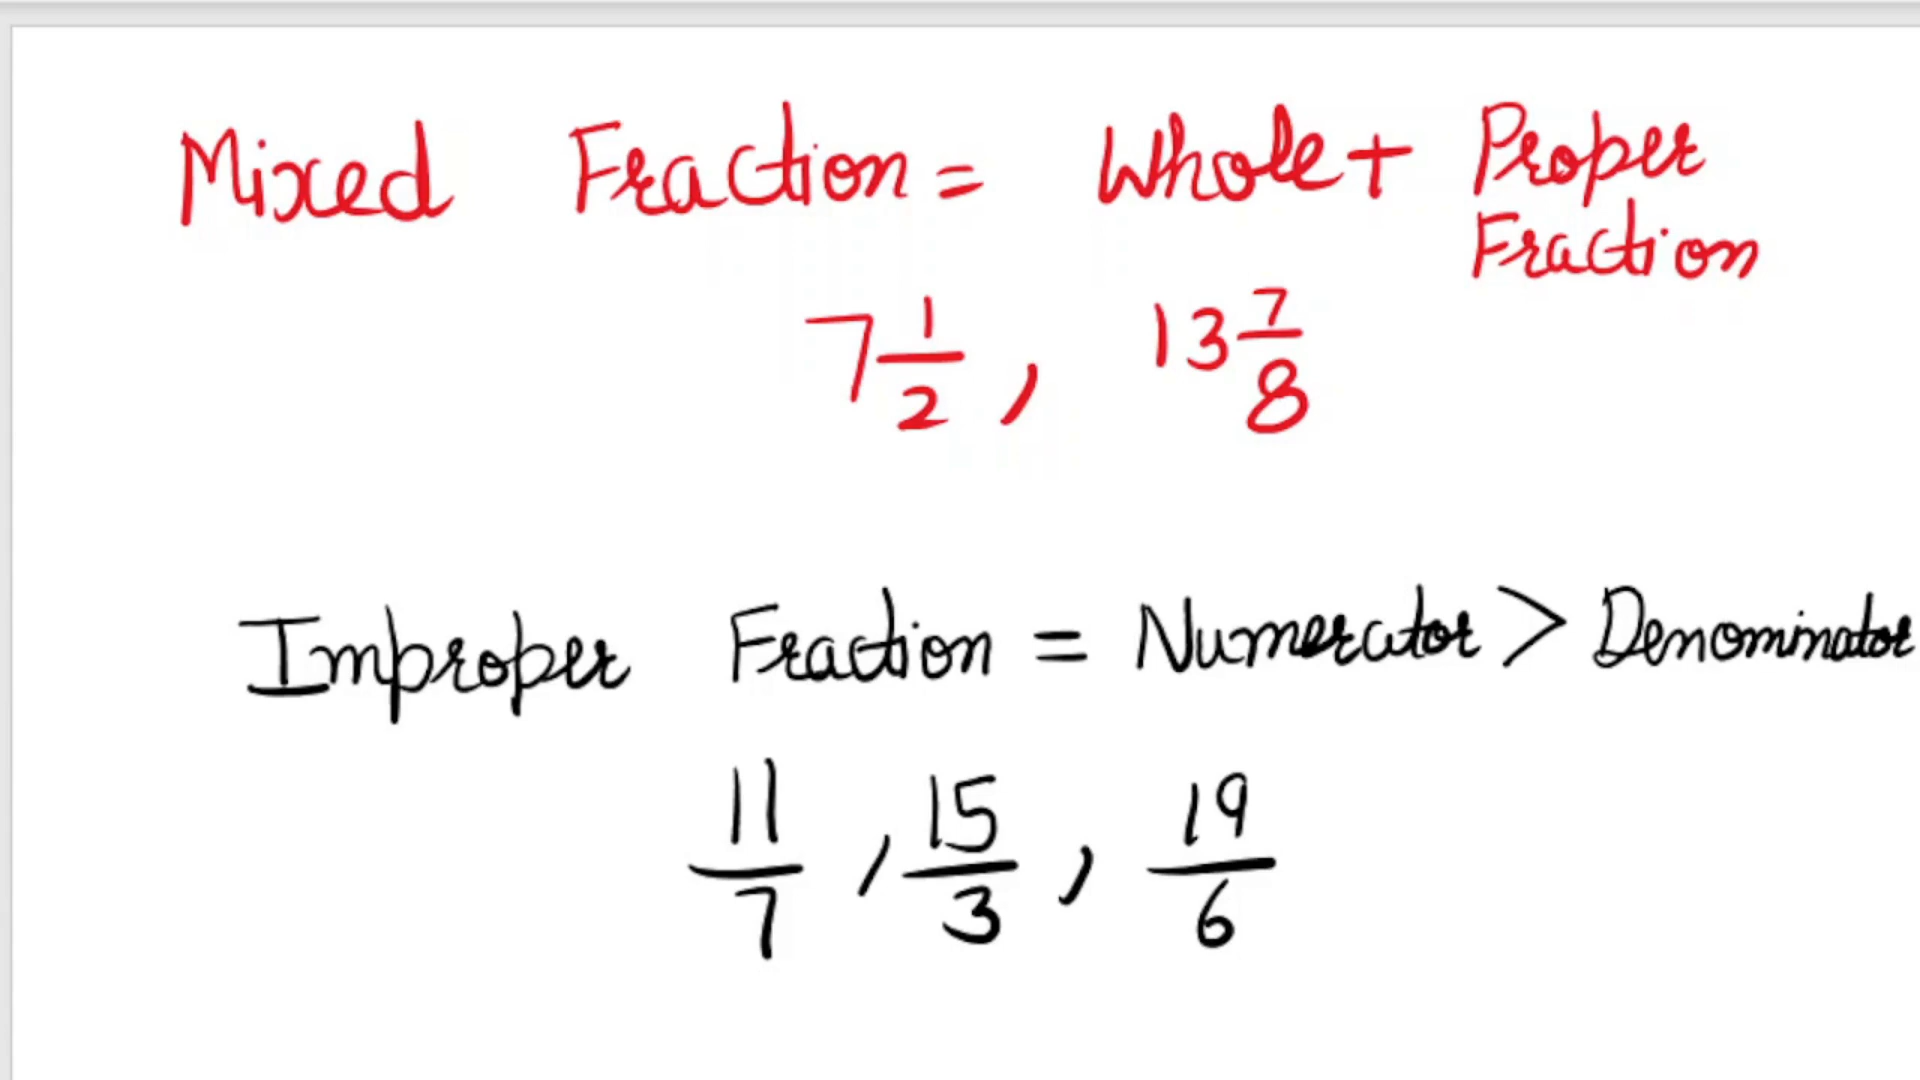 Mixed Fraction = Whole + Proper
Fraction
7 1/2 , 13 7/8
Improper Fraction = Numerator > Denominator
11/7 , 15/3 , 19/6